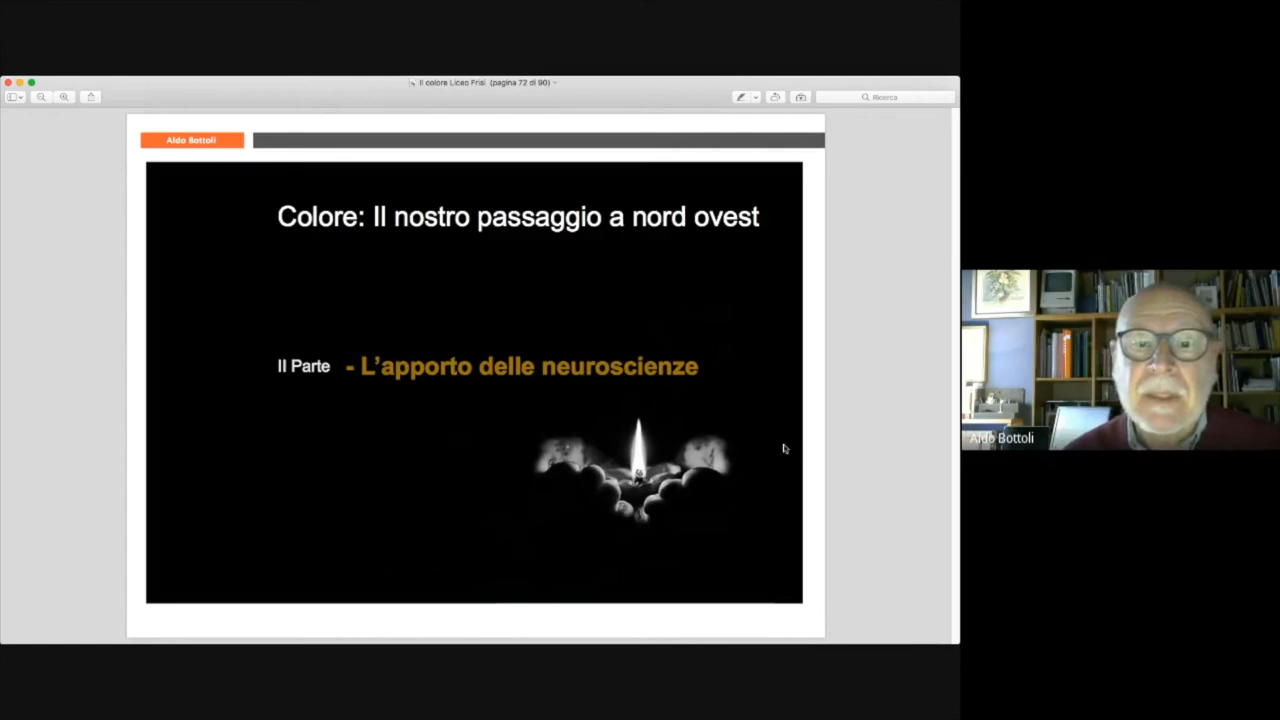 Il colore Liceo Frisi (pagina 72 di 90)
Ricerca
Aldo Bottoli
Colore: Il nostro passaggio a nord ovest
II Parte - L'apporto delle neuroscienze
Aldo Bottoli